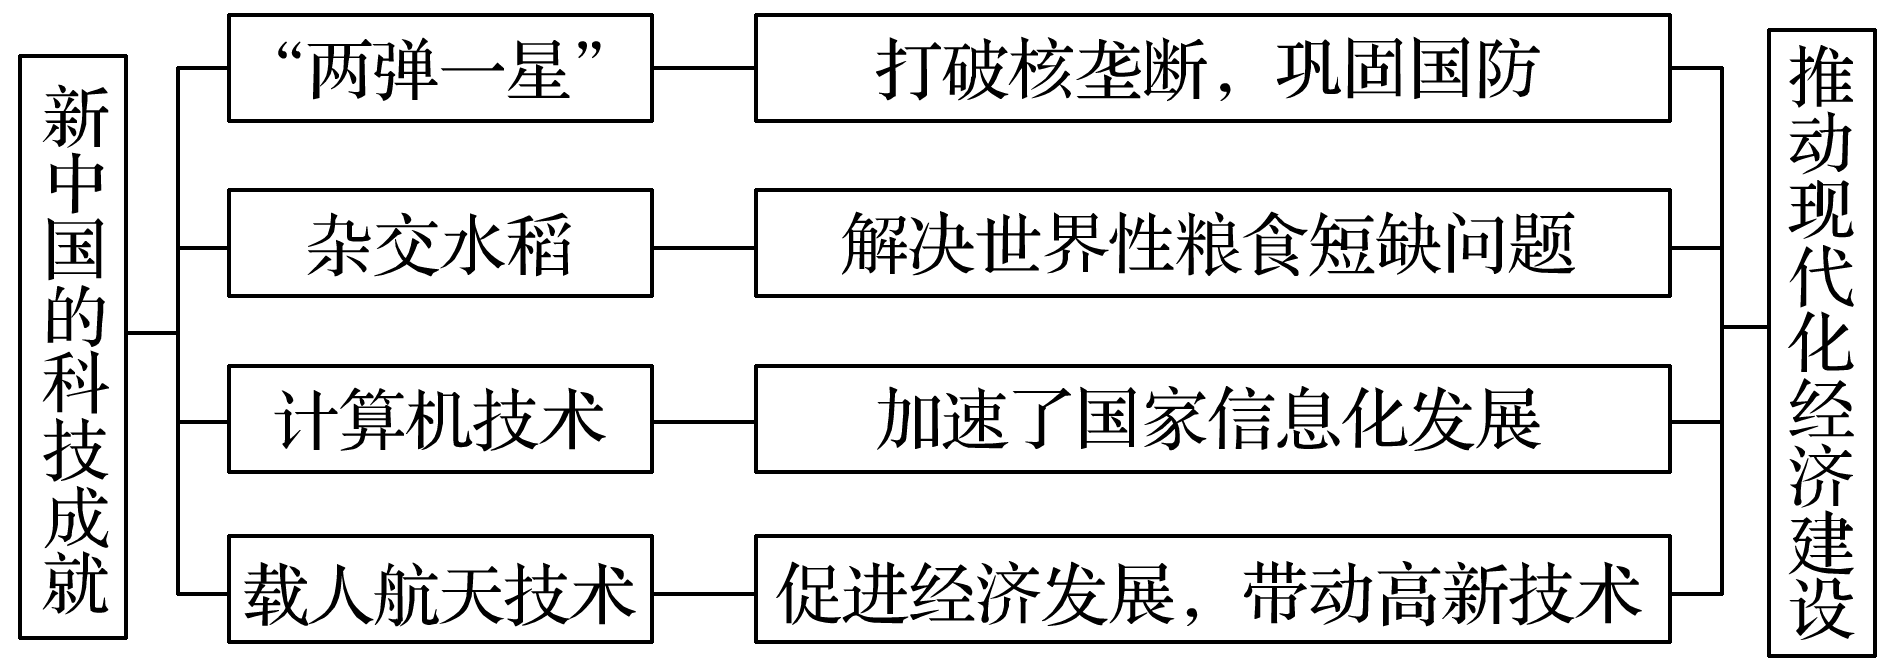 新中国的科技成就
“两弹一星”
打破核垄断，巩固国防
杂交水稻
解决世界性粮食短缺问题
计算机技术
加速了国家信息化发展
载人航天技术
促进经济发展，带动高新技术
推动现代化经济建设